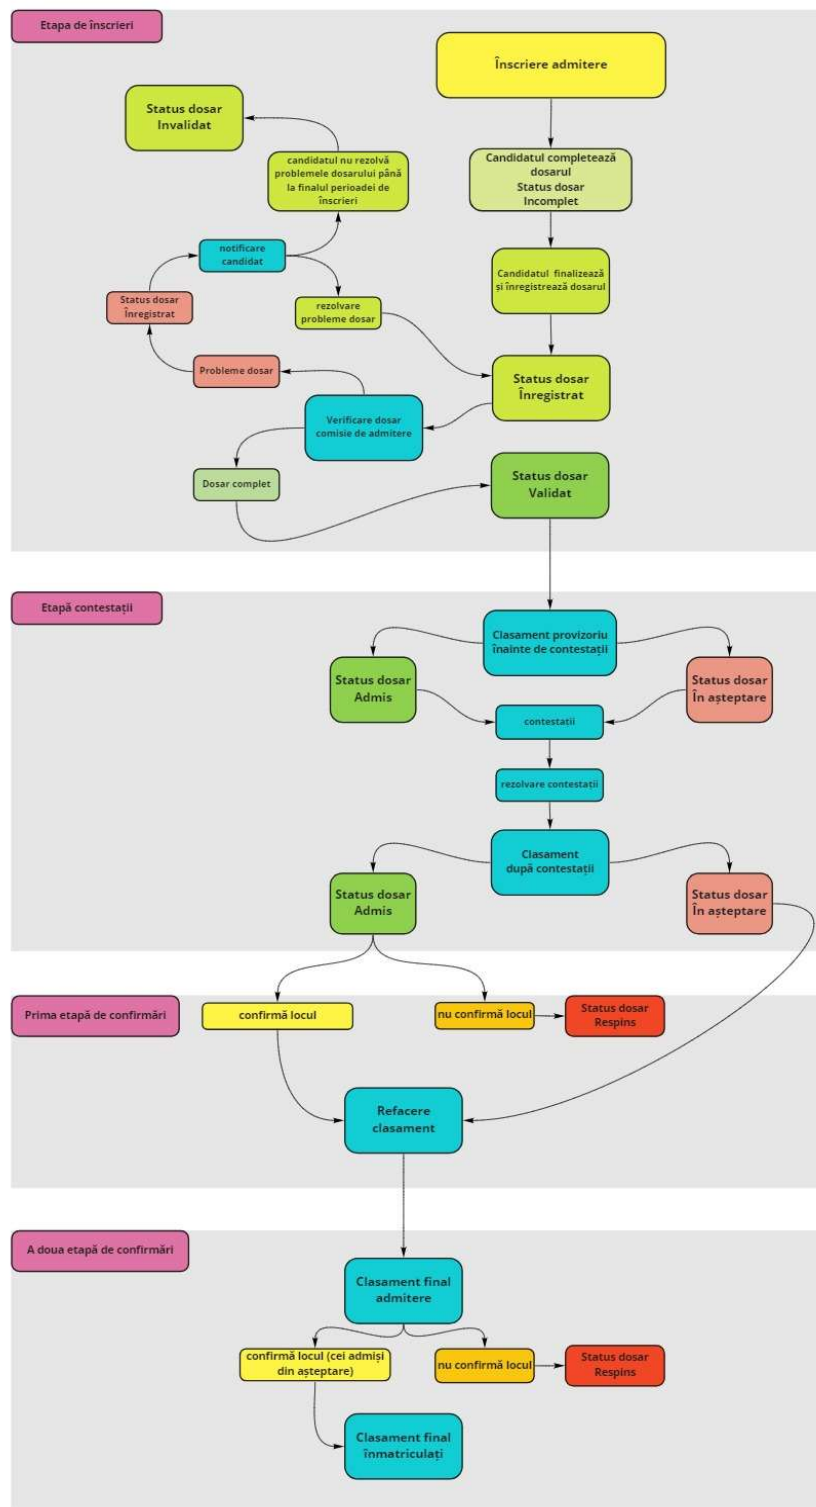 Etapa de înscrieri
Înscriere admitere
Status dosar
Invalidat
Candidatul completează
dosarul
Status dosar
Incomplet
candidatul nu rezolvă
problemele dosarului până
la finalul perioadei de
înscrieri
notificare
candidat
Candidatul finalizează
și înregistrează dosarul
Status dosar
Înregistrat
rezolvare
probleme dosar
Probleme dosar
Status dosar
Înregistrat
Verificare dosar
comisie de admitere
Dosar complet
Status dosar
Validat
Etapă contestații
Clasament provizoriu
înainte de contestații
Status dosar
Admis
Status dosar
În așteptare
contestații
rezolvare contestații
Clasament
după contestații
Status dosar
Admis
Status dosar
În așteptare
Prima etapă de confirmări
confirmă locul
nu confirmă locul
Status dosar
Respins
Refacere
clasament
A doua etapă de confirmări
Clasament final
admitere
confirmă locul (cei admiși
din așteptare)
nu confirmă locul
Status dosar
Respins
Clasament final
înmatriculați